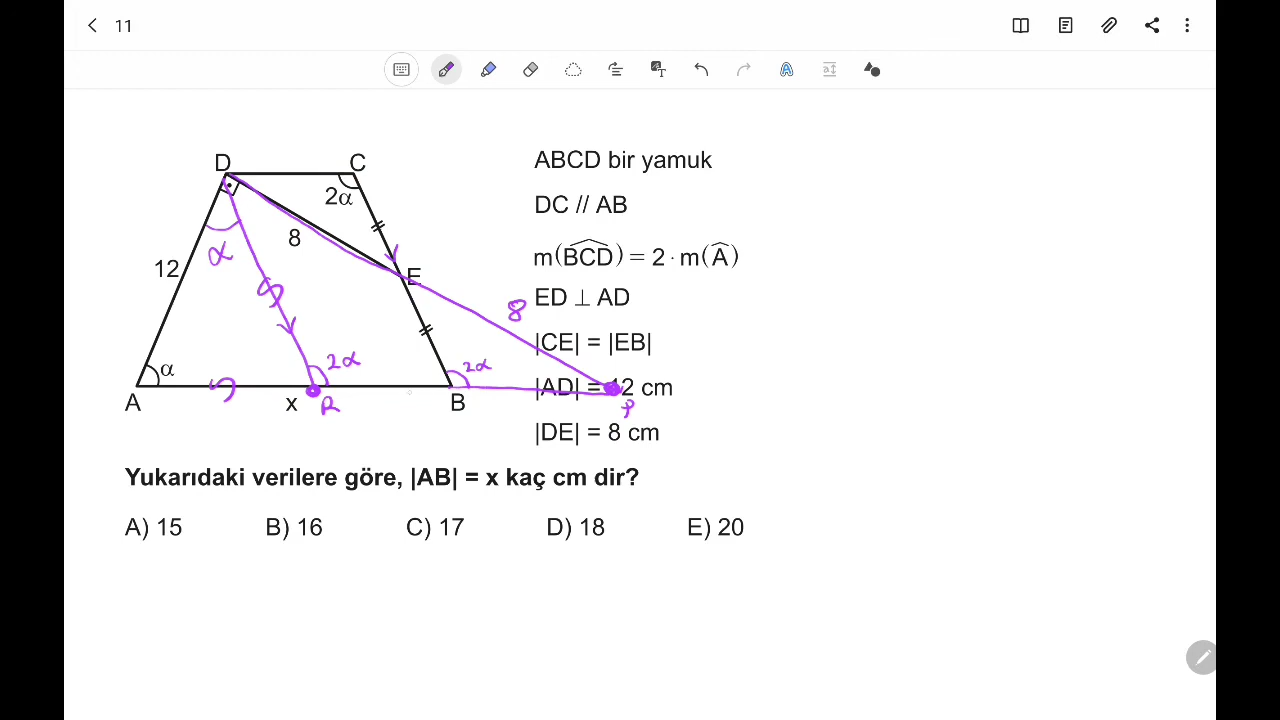 11
D C
2α
ABCD bir yamuk
DC // AB
8
α
12
E
m(BCD) = 2 · m(A)
ED ⊥ AD
8
|CE| = |EB|
α 2α 2α
|AD| = 12 cm
A x R B P
|DE| = 8 cm
Yukarıdaki verilere göre, |AB| = x kaç cm dir?
A) 15 B) 16 C) 17 D) 18 E) 20